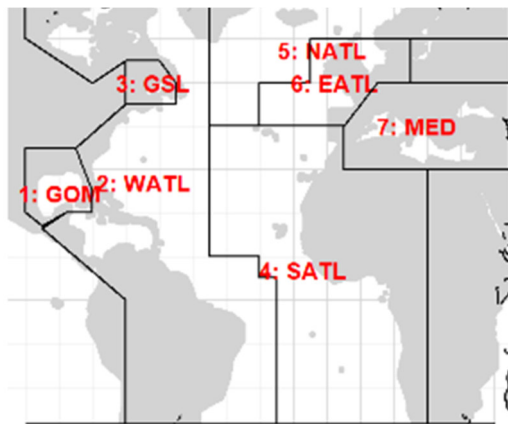 5: NATL
3: GSL
6: EATL
7: MED
1: GOM
2: WATL
4: SATL